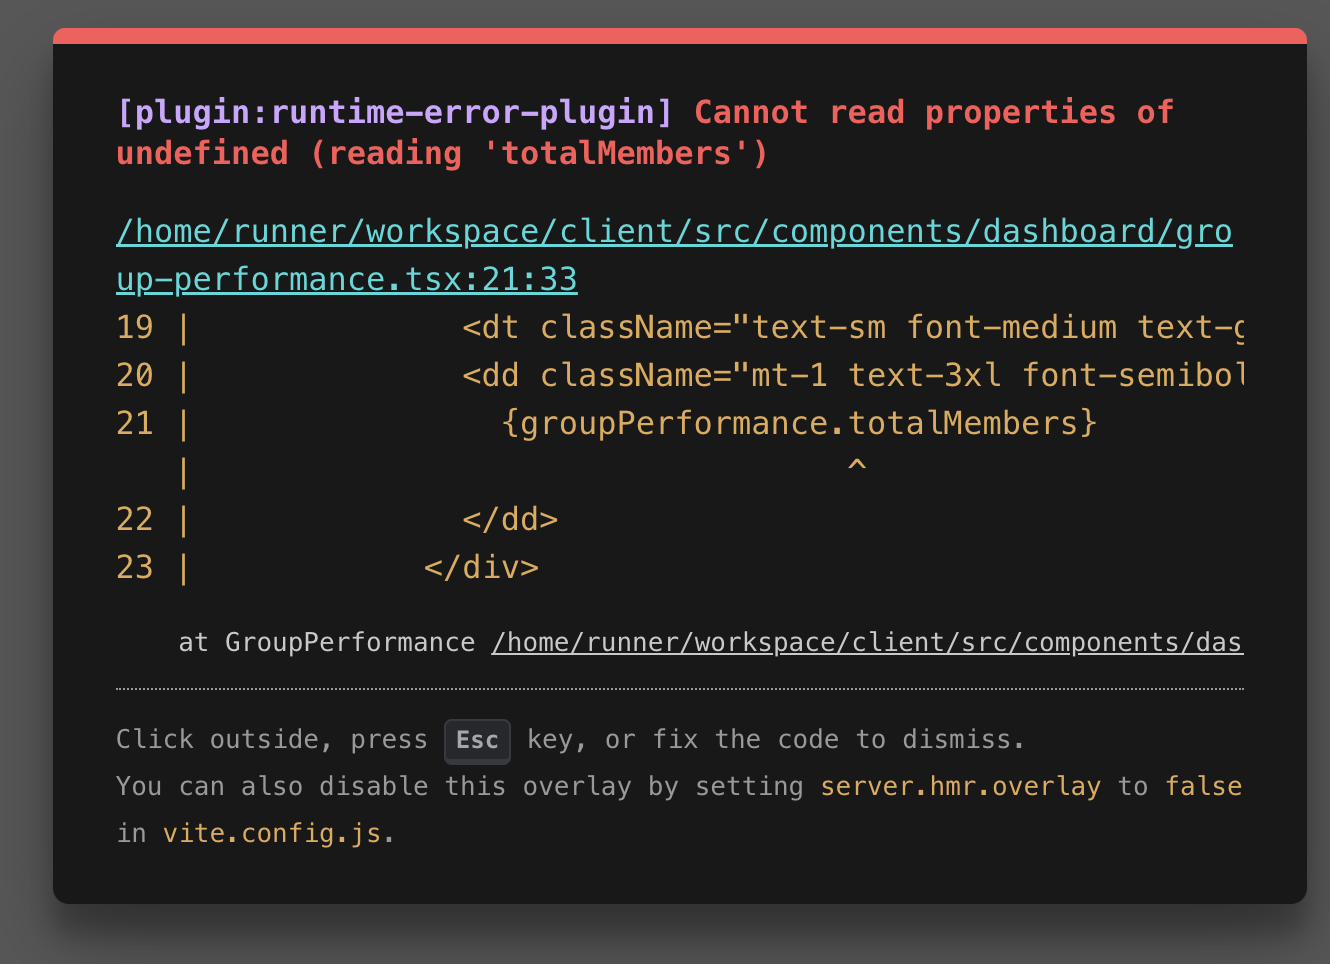 [plugin:runtime-error-plugin] Cannot read properties of
undefined (reading 'totalMembers')
/home/runner/workspace/client/src/components/dashboard/gro
up-performance.tsx:21:33
19 |              <dt className="text-sm font-medium text-g
20 |              <dd className="mt-1 text-3xl font-semibol
21 |                {groupPerformance.totalMembers}
   |                                  ^
22 |              </dd>
23 |            </div>
at GroupPerformance /home/runner/workspace/client/src/components/das
Click outside, press Esc key, or fix the code to dismiss.
You can also disable this overlay by setting server.hmr.overlay to false
in vite.config.js.